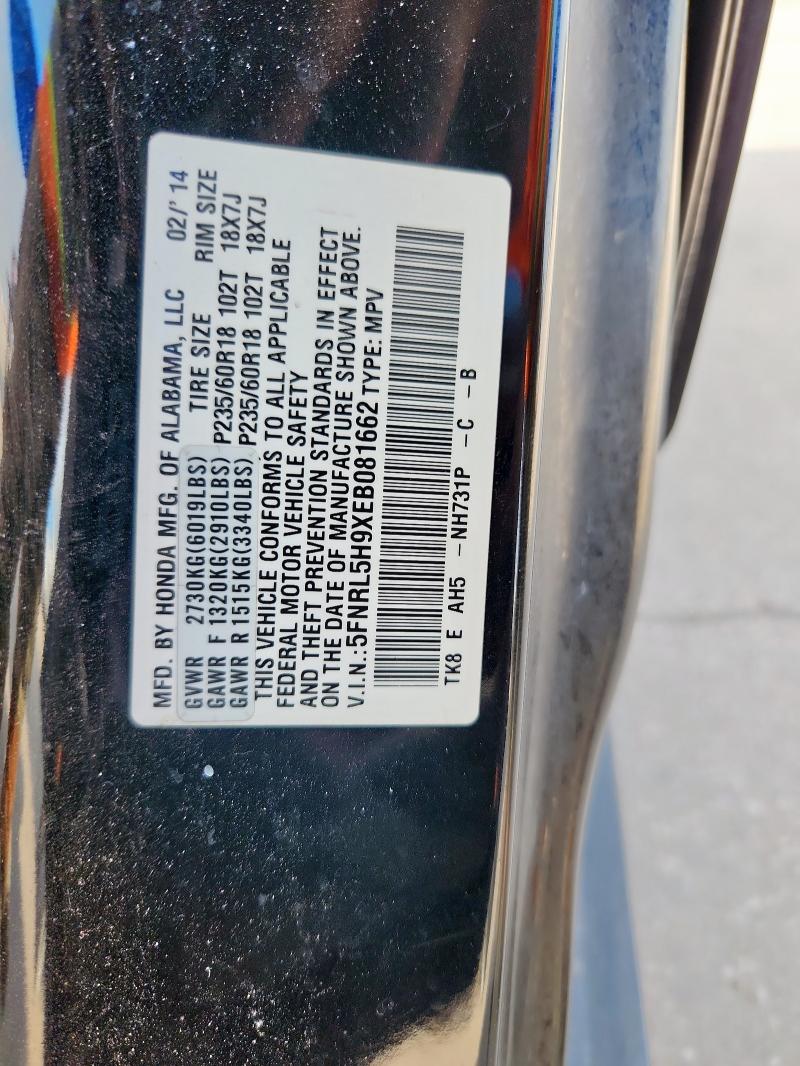 MFD. BY HONDA MFG. OF ALABAMA, LLC 02/' 14
GVWR 2730KG(6019LBS) TIRE SIZE RIM SIZE
GAWR F 1320KG(2910LBS) P235/60R18 102T 18X7J
GAWR R 1515KG(3340LBS) P235/60R18 102T 18X7J
THIS VEHICLE CONFORMS TO ALL APPLICABLE
FEDERAL MOTOR VEHICLE SAFETY
AND THEFT PREVENTION STANDARDS IN EFFECT
ON THE DATE OF MANUFACTURE SHOWN ABOVE.
V.I.N.: 5FNRL5H9XEB081662 TYPE: MPV
TK8 E AH5 -NH731P -C -B